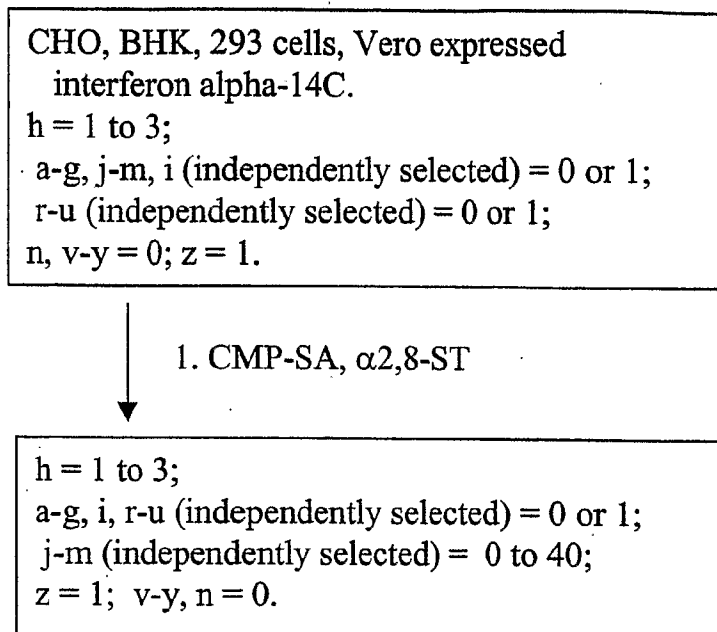 CHO, BHK, 293 cells, Vero expressed
interferon alpha-14C.
h = 1 to 3;
a-g, j-m, i (independently selected) = 0 or 1;
r-u (independently selected) = 0 or 1;
n, v-y = 0; z = 1.
1. CMP-SA, α2,8-ST
h = 1 to 3;
a-g, i, r-u (independently selected) = 0 or 1;
j-m (independently selected) = 0 to 40;
z = 1; v-y, n = 0.